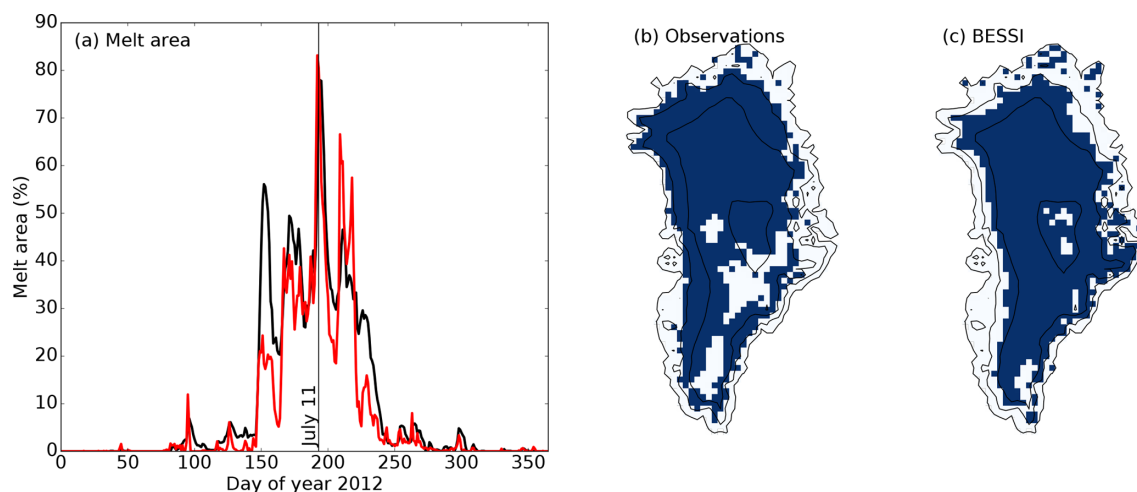 (a) Melt area
Melt area (%)
90
80
70
60
50
40
30
20
10
0
July 11
0 50 100 150 200 250 300 350
Day of year 2012
(b) Observations
(c) BESSI